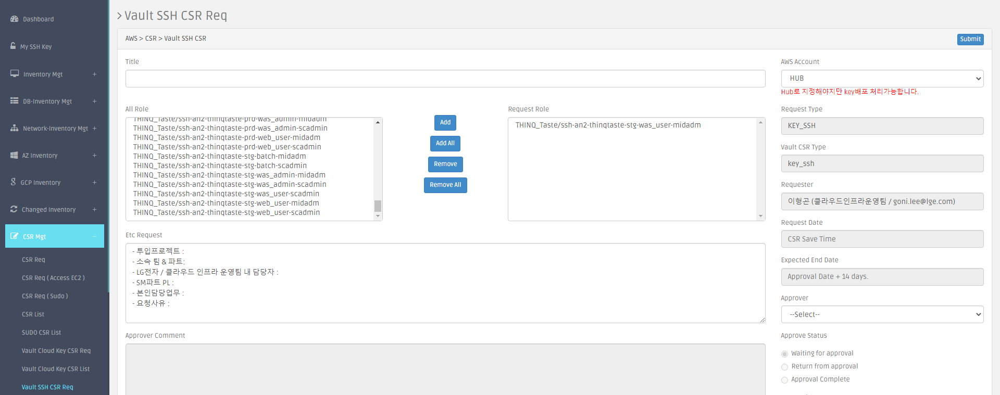 Dashboard
My SSH Key
Inventory Mgt +
DB-Inventory Mgt +
Network-Inventory Mgt +
AZ Inventory +
GCP Inventory +
Changed Inventory +
CSR Mgt −
CSR Req
CSR Req ( Access EC2 )
CSR Req ( Sudo )
CSR List
SUDO CSR List
Vault Cloud Key CSR Req
Vault Cloud Key CSR List
Vault SSH CSR Req
> Vault SSH CSR Req
AWS > CSR > Vault SSH CSR
Submit
Title
All Role
THINQ_Taste/ssh-an2-thinqtaste-prd-was_admin-midadm
THINQ_Taste/ssh-an2-thinqtaste-prd-was_admin-scadmin
THINQ_Taste/ssh-an2-thinqtaste-prd-web_user-midadm
THINQ_Taste/ssh-an2-thinqtaste-prd-web_user-scadmin
THINQ_Taste/ssh-an2-thinqtaste-stg-batch-midadm
THINQ_Taste/ssh-an2-thinqtaste-stg-batch-scadmin
THINQ_Taste/ssh-an2-thinqtaste-stg-was_admin-midadm
THINQ_Taste/ssh-an2-thinqtaste-stg-was_admin-scadmin
THINQ_Taste/ssh-an2-thinqtaste-stg-was_user-scadmin
THINQ_Taste/ssh-an2-thinqtaste-stg-web_user-midadm
THINQ_Taste/ssh-an2-thinqtaste-stg-web_user-scadmin
Add
Add All
Remove
Remove All
Request Role
THINQ_Taste/ssh-an2-thinqtaste-stg-was_user-midadm
Etc Request
- 투입프로젝트 :
- 소속 팀 & 파트:
- LG전자 / 클라우드 인프라 운영팀 내 담당자 :
- SM파트 PL :
- 본인담당업무 :
- 요청사유 :
Approver Comment
AWS Account
HUB
Hub로 지정해야지만 key배포 처리가능합니다.
Request Type
KEY_SSH
Vault CSR Type
key_ssh
Requester
이형곤 (클라우드인프라운영팀 / goni.lee@lge.com)
Request Date
CSR Save Time
Expected End Date
Approval Date + 14 days.
Approver
--Select--
Approve Status
Waiting for approval
Return from approval
Approval Complete